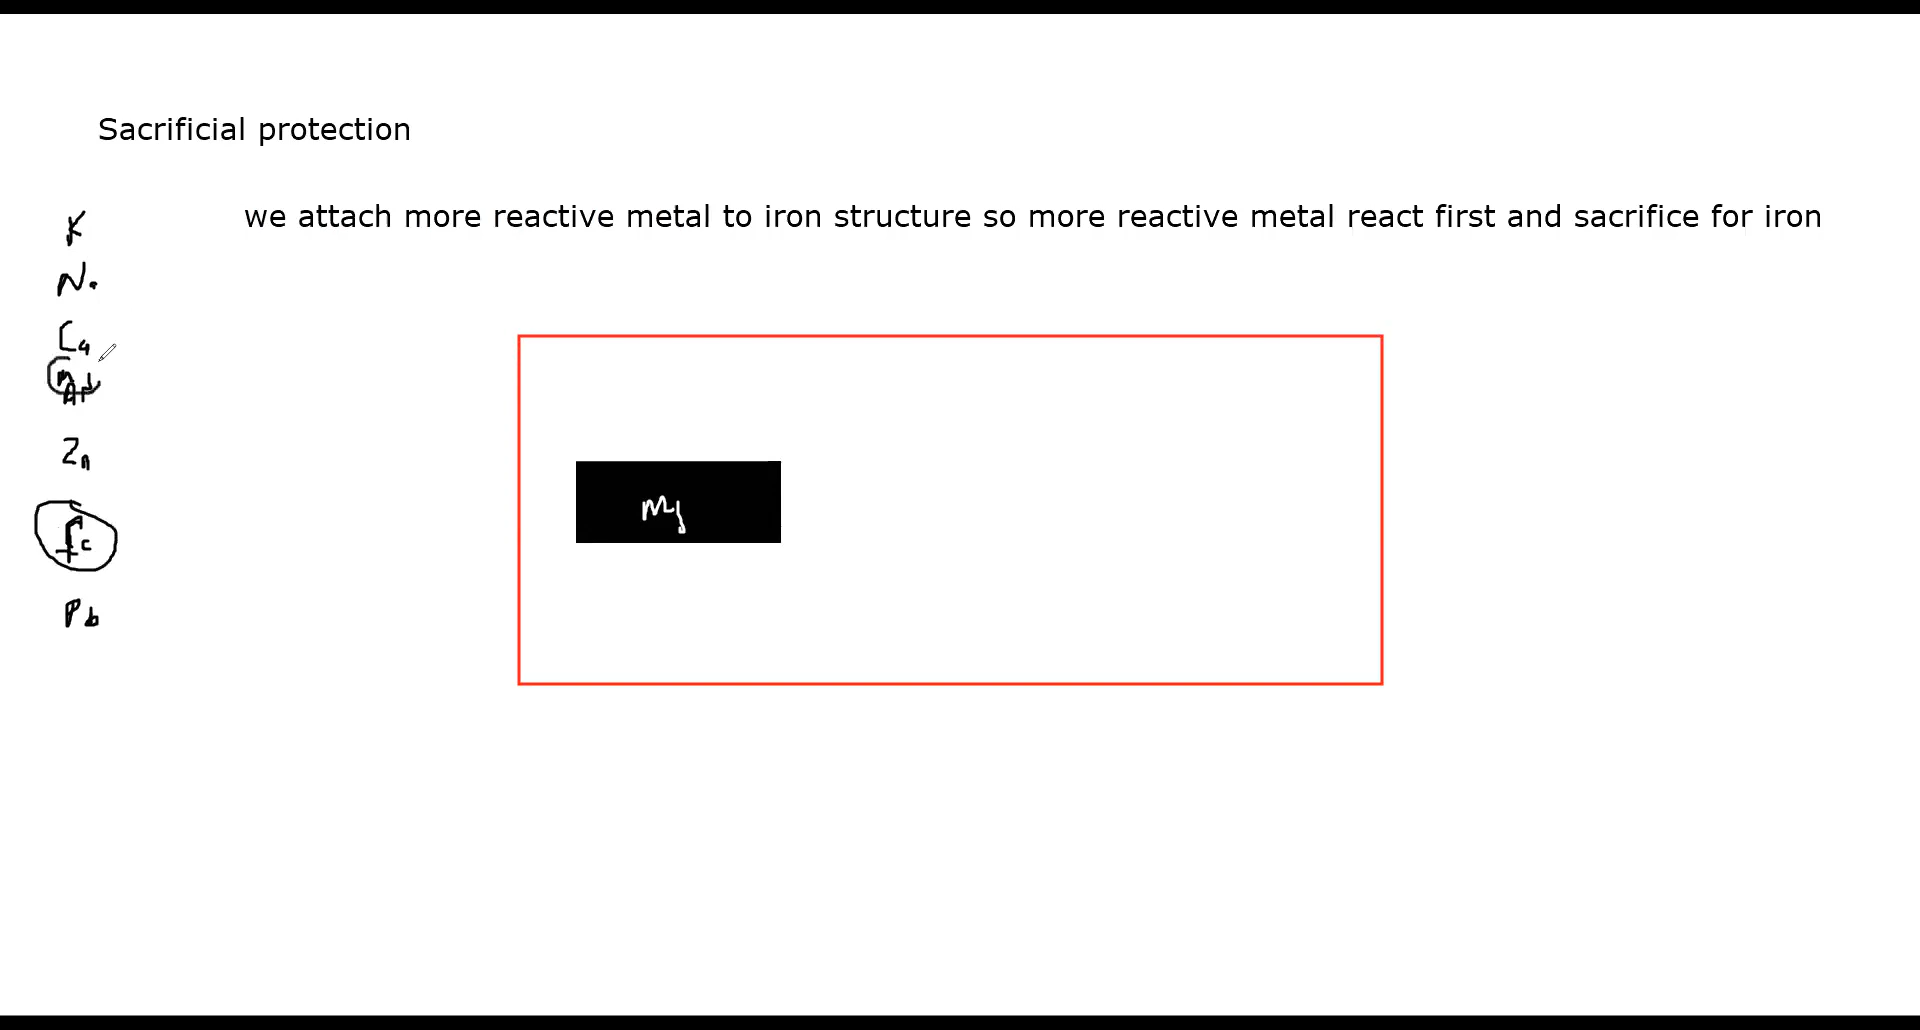 Sacrificial protection
we attach more reactive metal to iron structure so more reactive metal react first and sacrifice for iron
K
Na
Ca
Mg
Al
Zn
Fe
Pb
Mg